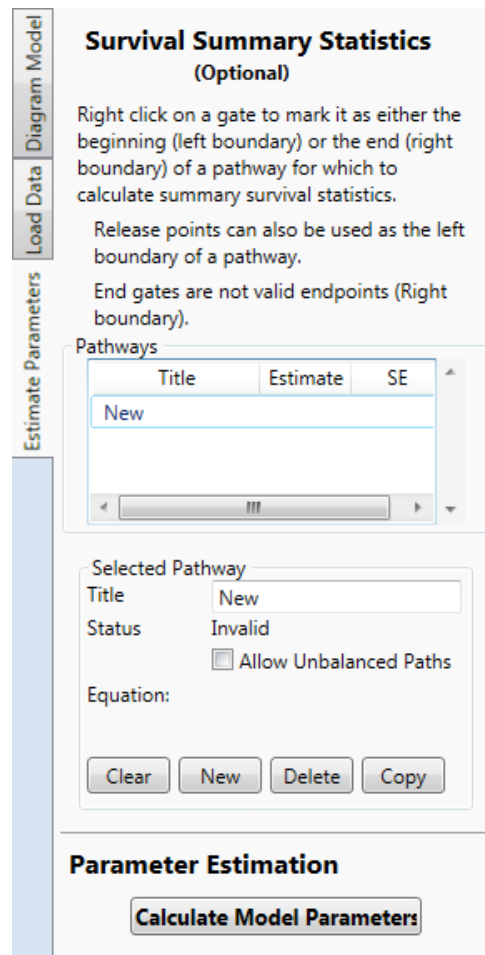 Diagram Model
Load Data
Estimate Parameters
Survival Summary Statistics
(Optional)
Right click on a gate to mark it as either the
beginning (left boundary) or the end (right
boundary) of a pathway for which to
calculate summary survival statistics.
Release points can also be used as the left
boundary of a pathway.
End gates are not valid endpoints (Right
boundary).
Pathways
Title Estimate SE
New
Selected Pathway
Title New
Status Invalid
Allow Unbalanced Paths
Equation:
Clear New Delete Copy
Parameter Estimation
Calculate Model Parameters